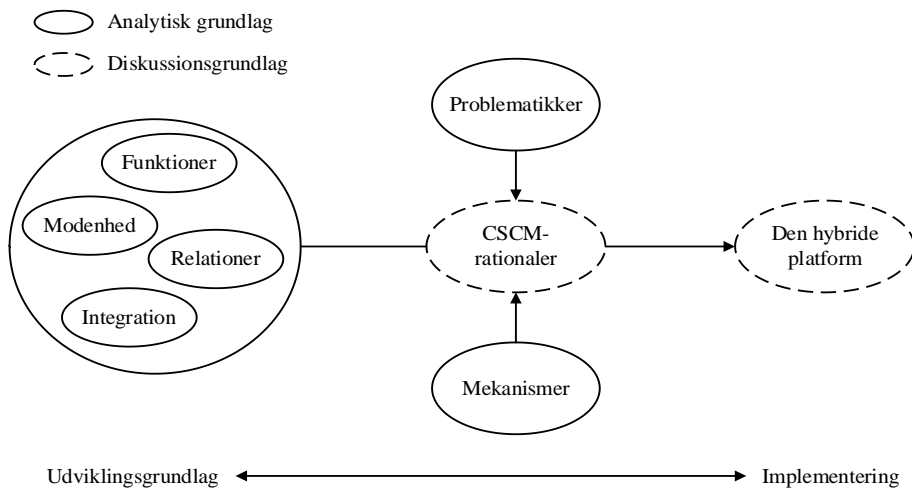 Analytisk grundlag
Diskussionsgrundlag
Problematikker
Funktioner
Modenhed
Relationer
Integration
CSCM-
rationaler
Den hybride
platform
Mekanismer
Udviklingsgrundlag
Implementering